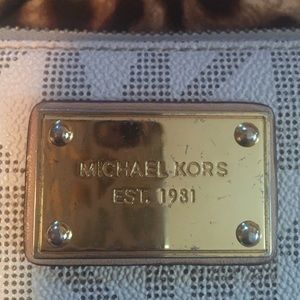 MICHAEL KORS
EST. 1981